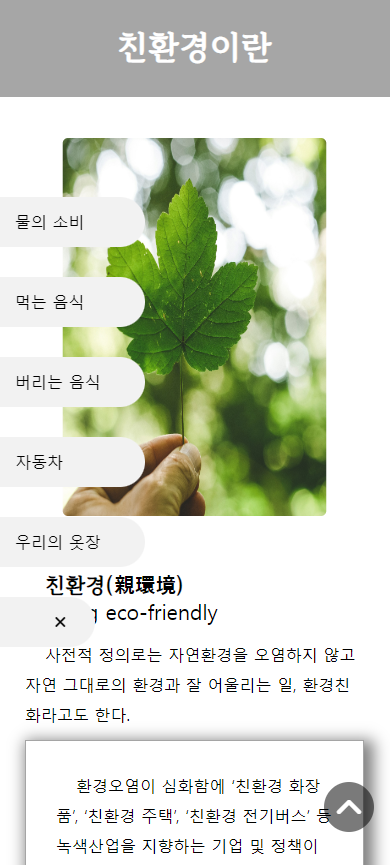 친환경이란
물의 소비
먹는 음식
버리는 음식
자동차
우리의 옷장
친환경(親環境)
eco-friendly
×
사전적 정의로는 자연환경을 오염하지 않고
자연 그대로의 환경과 잘 어울리는 일, 환경친
화라고도 한다.
환경오염이 심화함에 ‘친환경 화장
품’, ‘친환경 주택’, ‘친환경 전기버스’ 등
녹색산업을 지향하는 기업 및 정책이